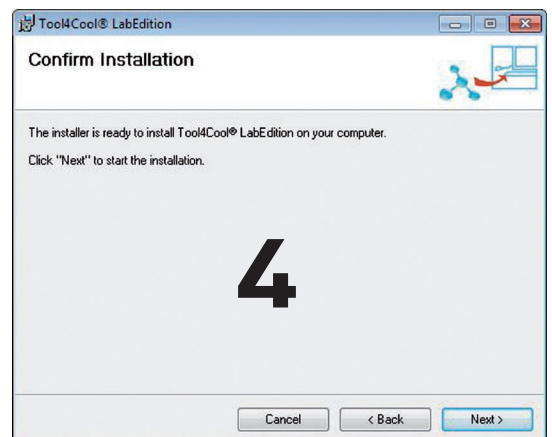 Tool4Cool® LabEdition
Confirm Installation
The installer is ready to install Tool4Cool® LabEdition on your computer.
Click "Next" to start the installation.
4
Cancel
< Back
Next >